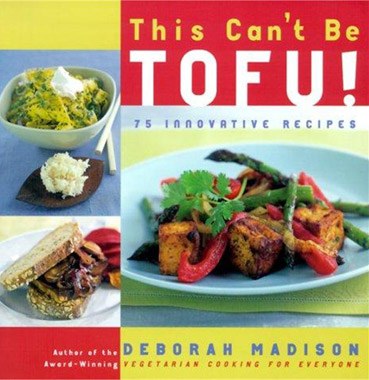 This Can't Be
TOFU!
75 INNOVATIVE RECIPES
Author of the
Award-Winning
DEBORAH MADISON
VEGETARIAN COOKING FOR EVERYONE